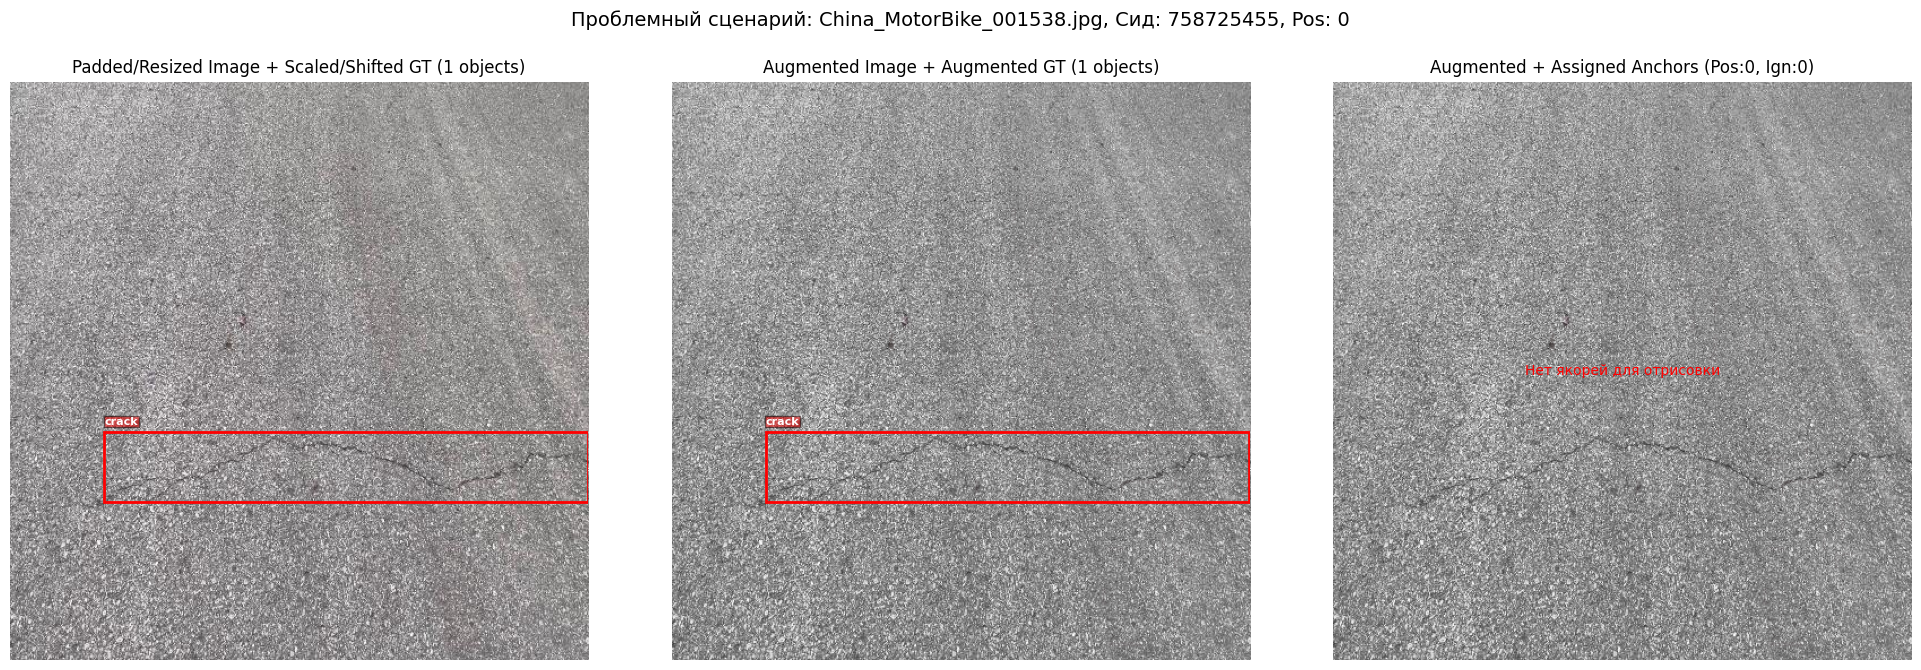 Проблемный сценарий: China_MotorBike_001538.jpg, Сид: 758725455, Pos: 0
Padded/Resized Image + Scaled/Shifted GT (1 objects)
Augmented Image + Augmented GT (1 objects)
Augmented + Assigned Anchors (Pos:0, Ign:0)
crack
crack
Нет якорей для отрисовки